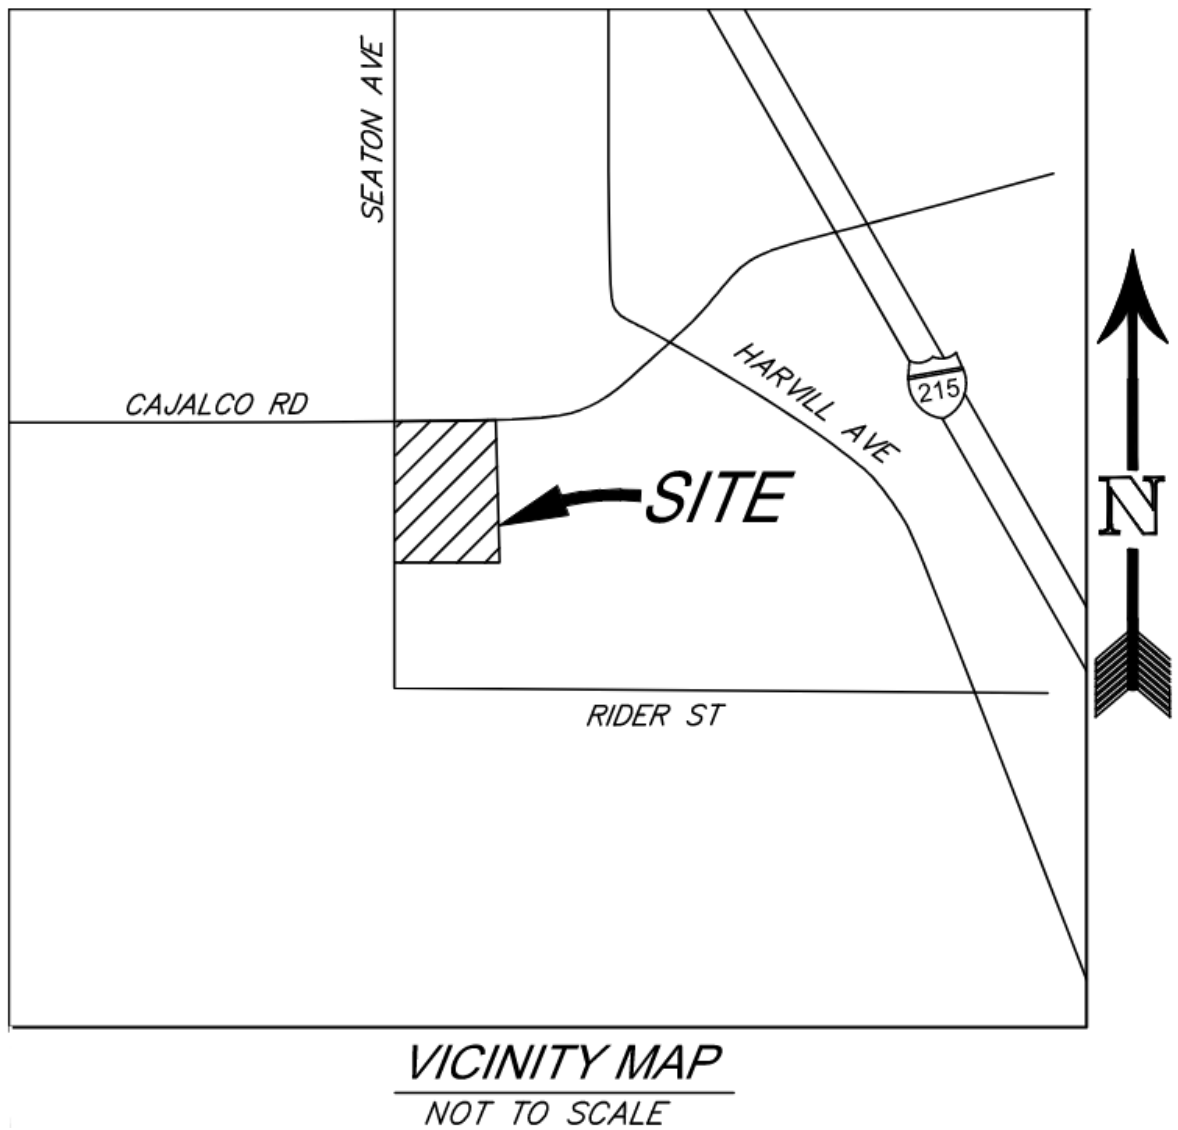 SEATON AVE
CAJALCO RD
HARVILL AVE
215
SITE
N
RIDER ST
VICINITY MAP
NOT TO SCALE